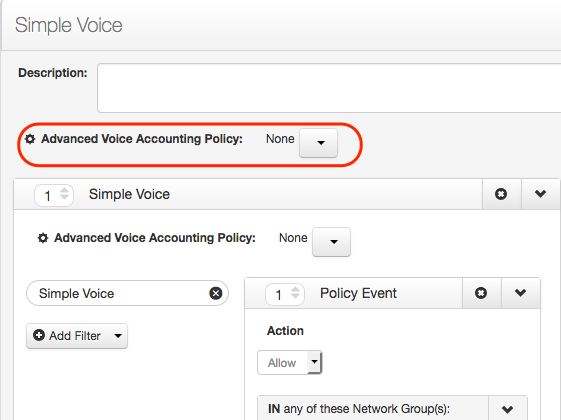 Simple Voice
Description:
Advanced Voice Accounting Policy: None
1 Simple Voice
Advanced Voice Accounting Policy: None
Simple Voice
1 Policy Event
Add Filter
Action
Allow
IN any of these Network Group(s):